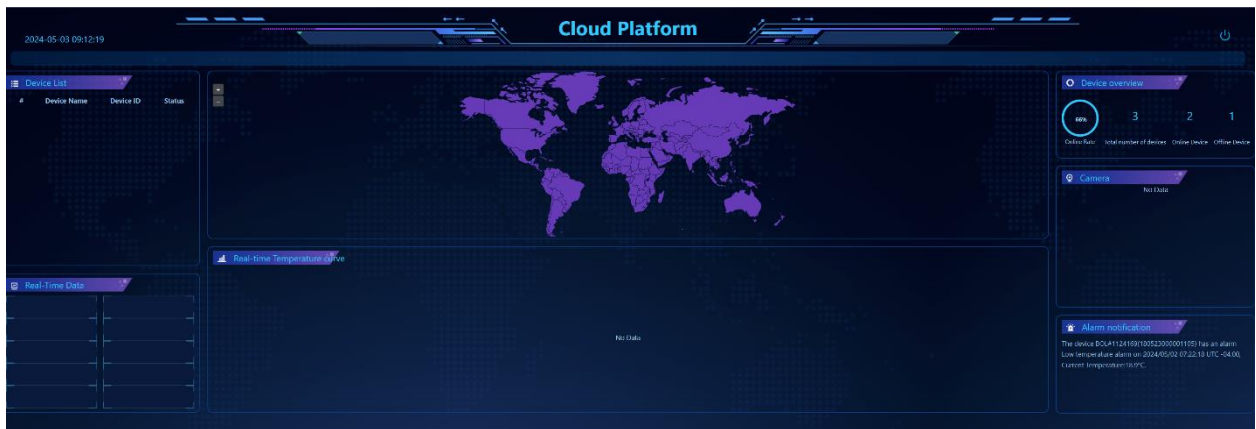 Cloud Platform
2024-05-03 09:12:19
Device List
# Device Name Device ID Status
Real-Time Data
+
-
Real-time Temperature curve
No Data
Device overview
66% 3 2 1
Online Rate Total number of devices Online Device Offline Device
Camera
No Data
Alarm notification
The device has an alarm
Low temperature alarm on 2024/05/02 07:22:18 UTC -04:00,
Current Temperature:18.9°C.